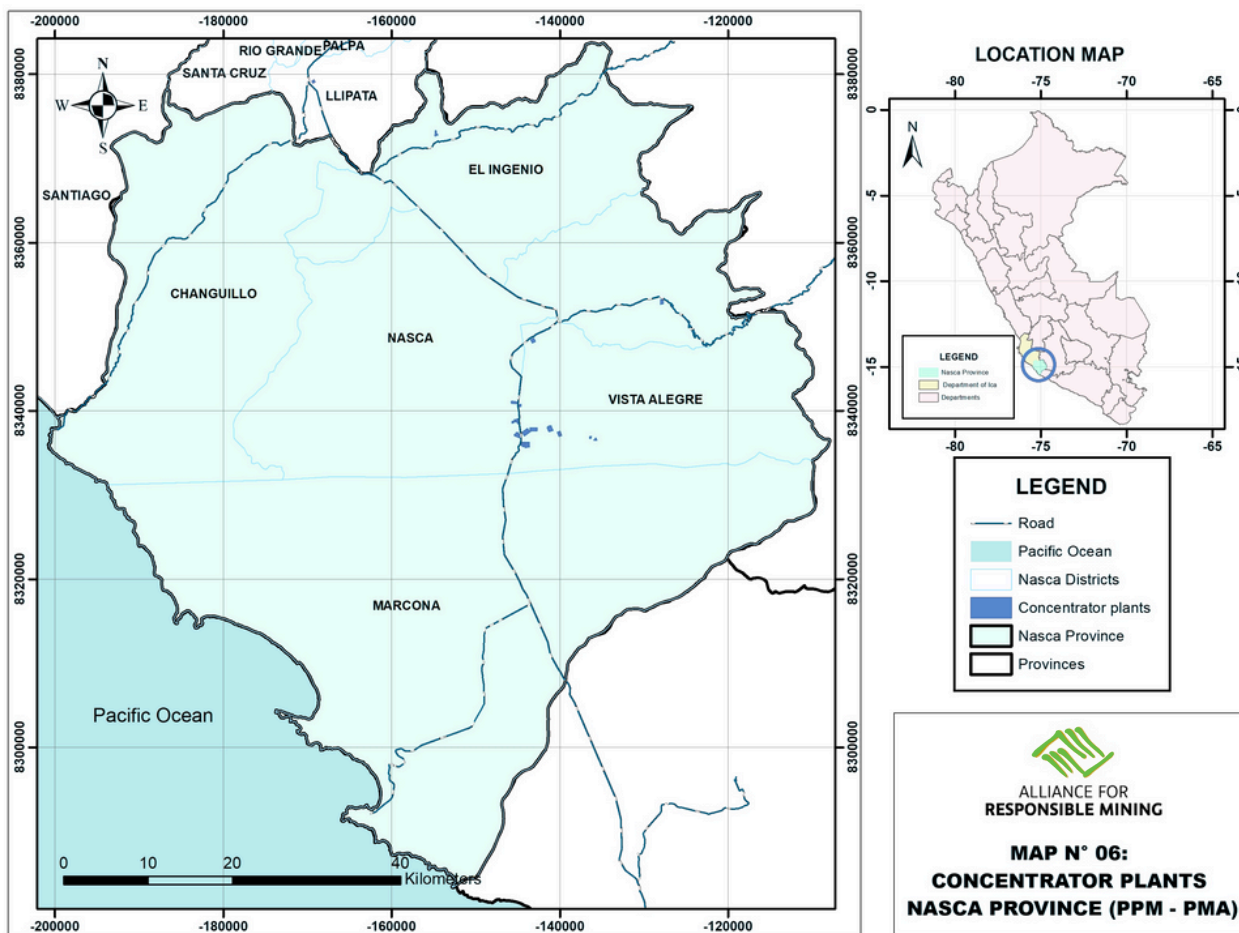 -200000 -180000 -160000 -140000 -120000
8380000 8380000
8360000 8360000
8340000 8340000
8320000 8320000
8300000 8300000
-200000 -180000 -160000 -140000 -120000
N
W E
S
RIO GRANDE
PALPA
SANTA CRUZ
LLIPATA
SANTIAGO
EL INGENIO
CHANGUILLO
NASCA
VISTA ALEGRE
MARCONA
Pacific Ocean
0 10 20 40
Kilometers
LOCATION MAP
-80 -75 -70 -65
0
-5
-10
-15
-80 -75 -70 -65
N
LEGEND
Nasca Province
Department of Ica
Departments
LEGEND
Road
Pacific Ocean
Nasca Districts
Concentrator plants
Nasca Province
Provinces
ALLIANCE FOR
RESPONSIBLE MINING
MAP N° 06:
CONCENTRATOR PLANTS
NASCA PROVINCE (PPM - PMA)